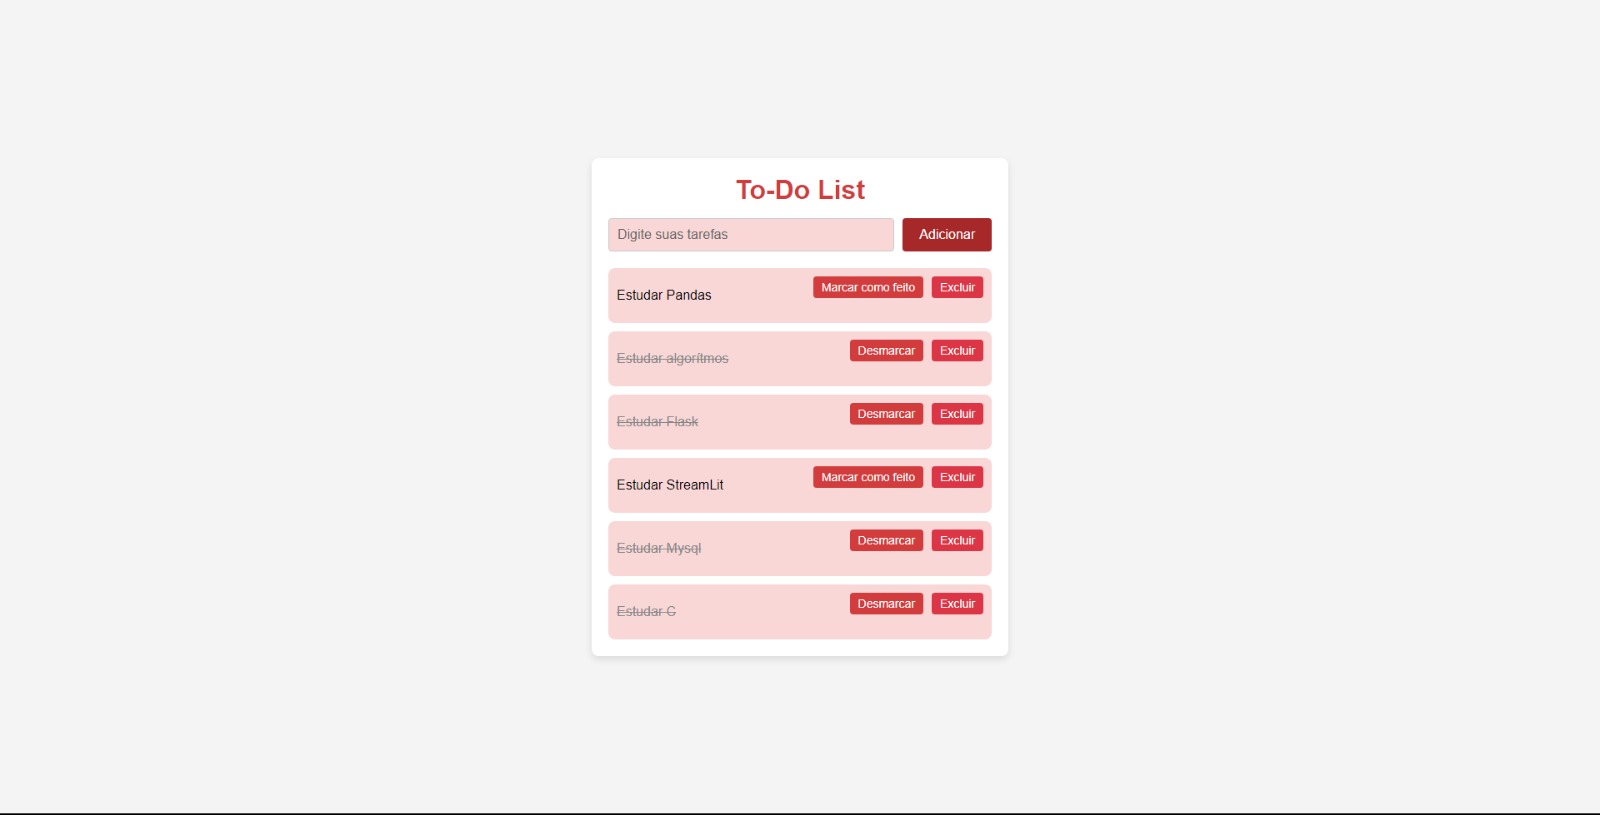 To-Do List
Digite suas tarefas Adicionar
Estudar Pandas Marcar como feito Excluir
Estudar algorítmos Desmarcar Excluir
Estudar Flask Desmarcar Excluir
Estudar StreamLit Marcar como feito Excluir
Estudar Mysql Desmarcar Excluir
Estudar C Desmarcar Excluir